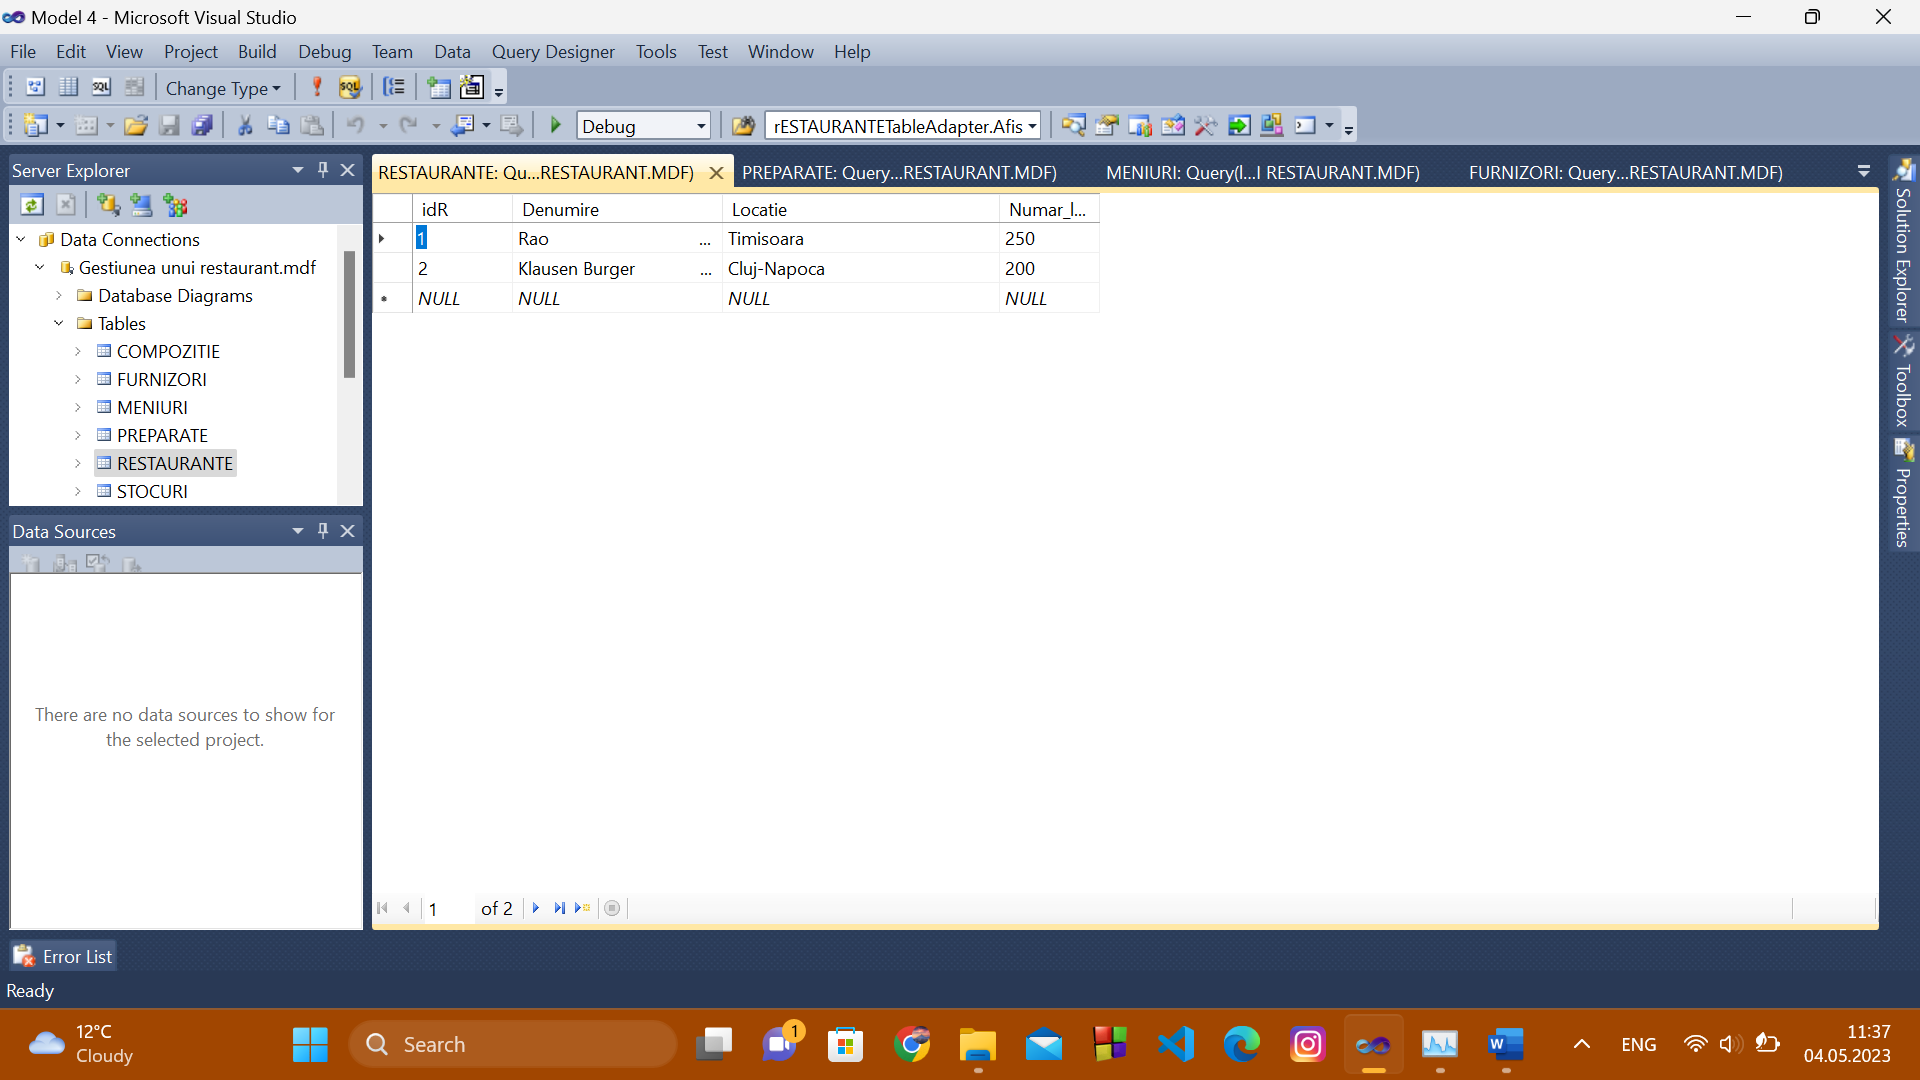 Model 4 - Microsoft Visual Studio
File Edit View Project Build Debug Team Data Query Designer Tools Test Window Help
SQL Change Type SQL
Debug rESTAURANTETableAdapter.Afis
Server Explorer
Data Connections
Gestiunea unui restaurant.mdf
Database Diagrams
Tables
COMPOZITIE
FURNIZORI
MENIURI
PREPARATE
RESTAURANTE
STOCURI
Data Sources
There are no data sources to show for
the selected project.
RESTAURANTE: Qu...RESTAURANT.MDF) PREPARATE: Query...RESTAURANT.MDF) MENIURI: Query(l...I RESTAURANT.MDF) FURNIZORI: Query...RESTAURANT.MDF)
idR Denumire Locatie Numar_l...
1 Rao ... Timisoara 250
2 Klausen Burger ... Cluj-Napoca 200
NULL NULL NULL NULL
1 of 2
Solution Explorer
Toolbox
Properties
Error List
Ready
12°C
Cloudy
Search
1
W
ENG
11:37
04.05.2023